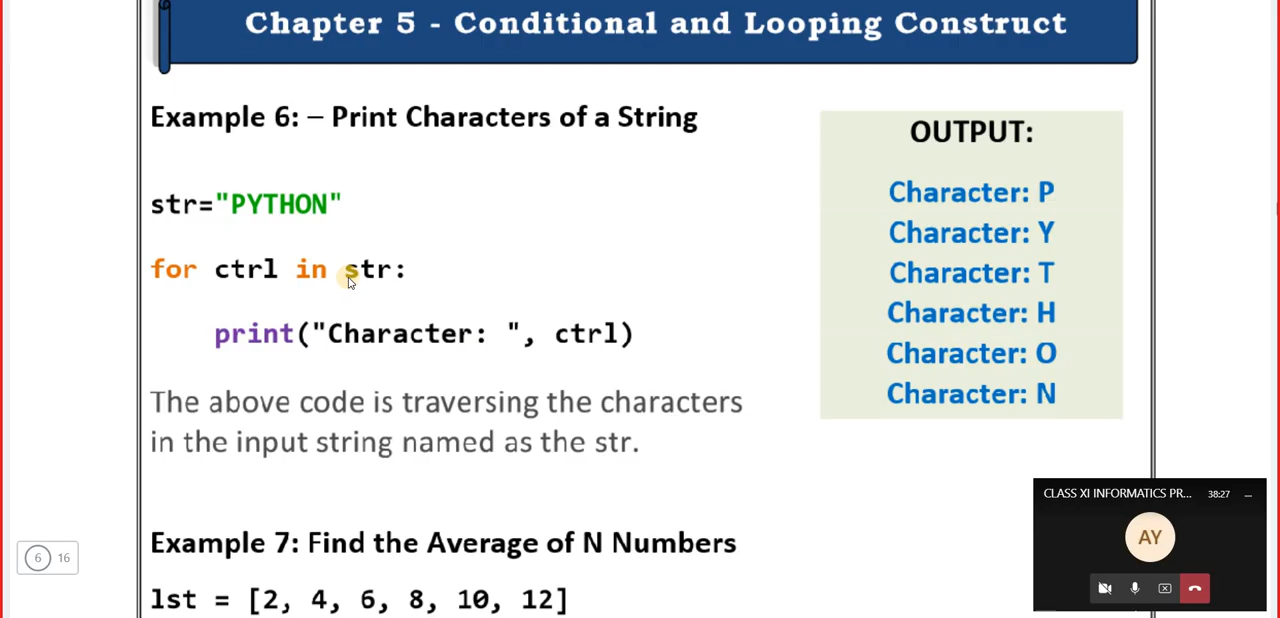 Chapter 5 - Conditional and Looping Construct
Example 6: – Print Characters of a String
str="PYTHON"
for ctrl in str:
print("Character: ", ctrl)
The above code is traversing the characters
in the input string named as the str.
OUTPUT:
Character: P
Character: Y
Character: T
Character: H
Character: O
Character: N
Example 7: Find the Average of N Numbers
lst = [2, 4, 6, 8, 10, 12]
6 16
CLASS XI INFORMATICS PR... 38:27
AY